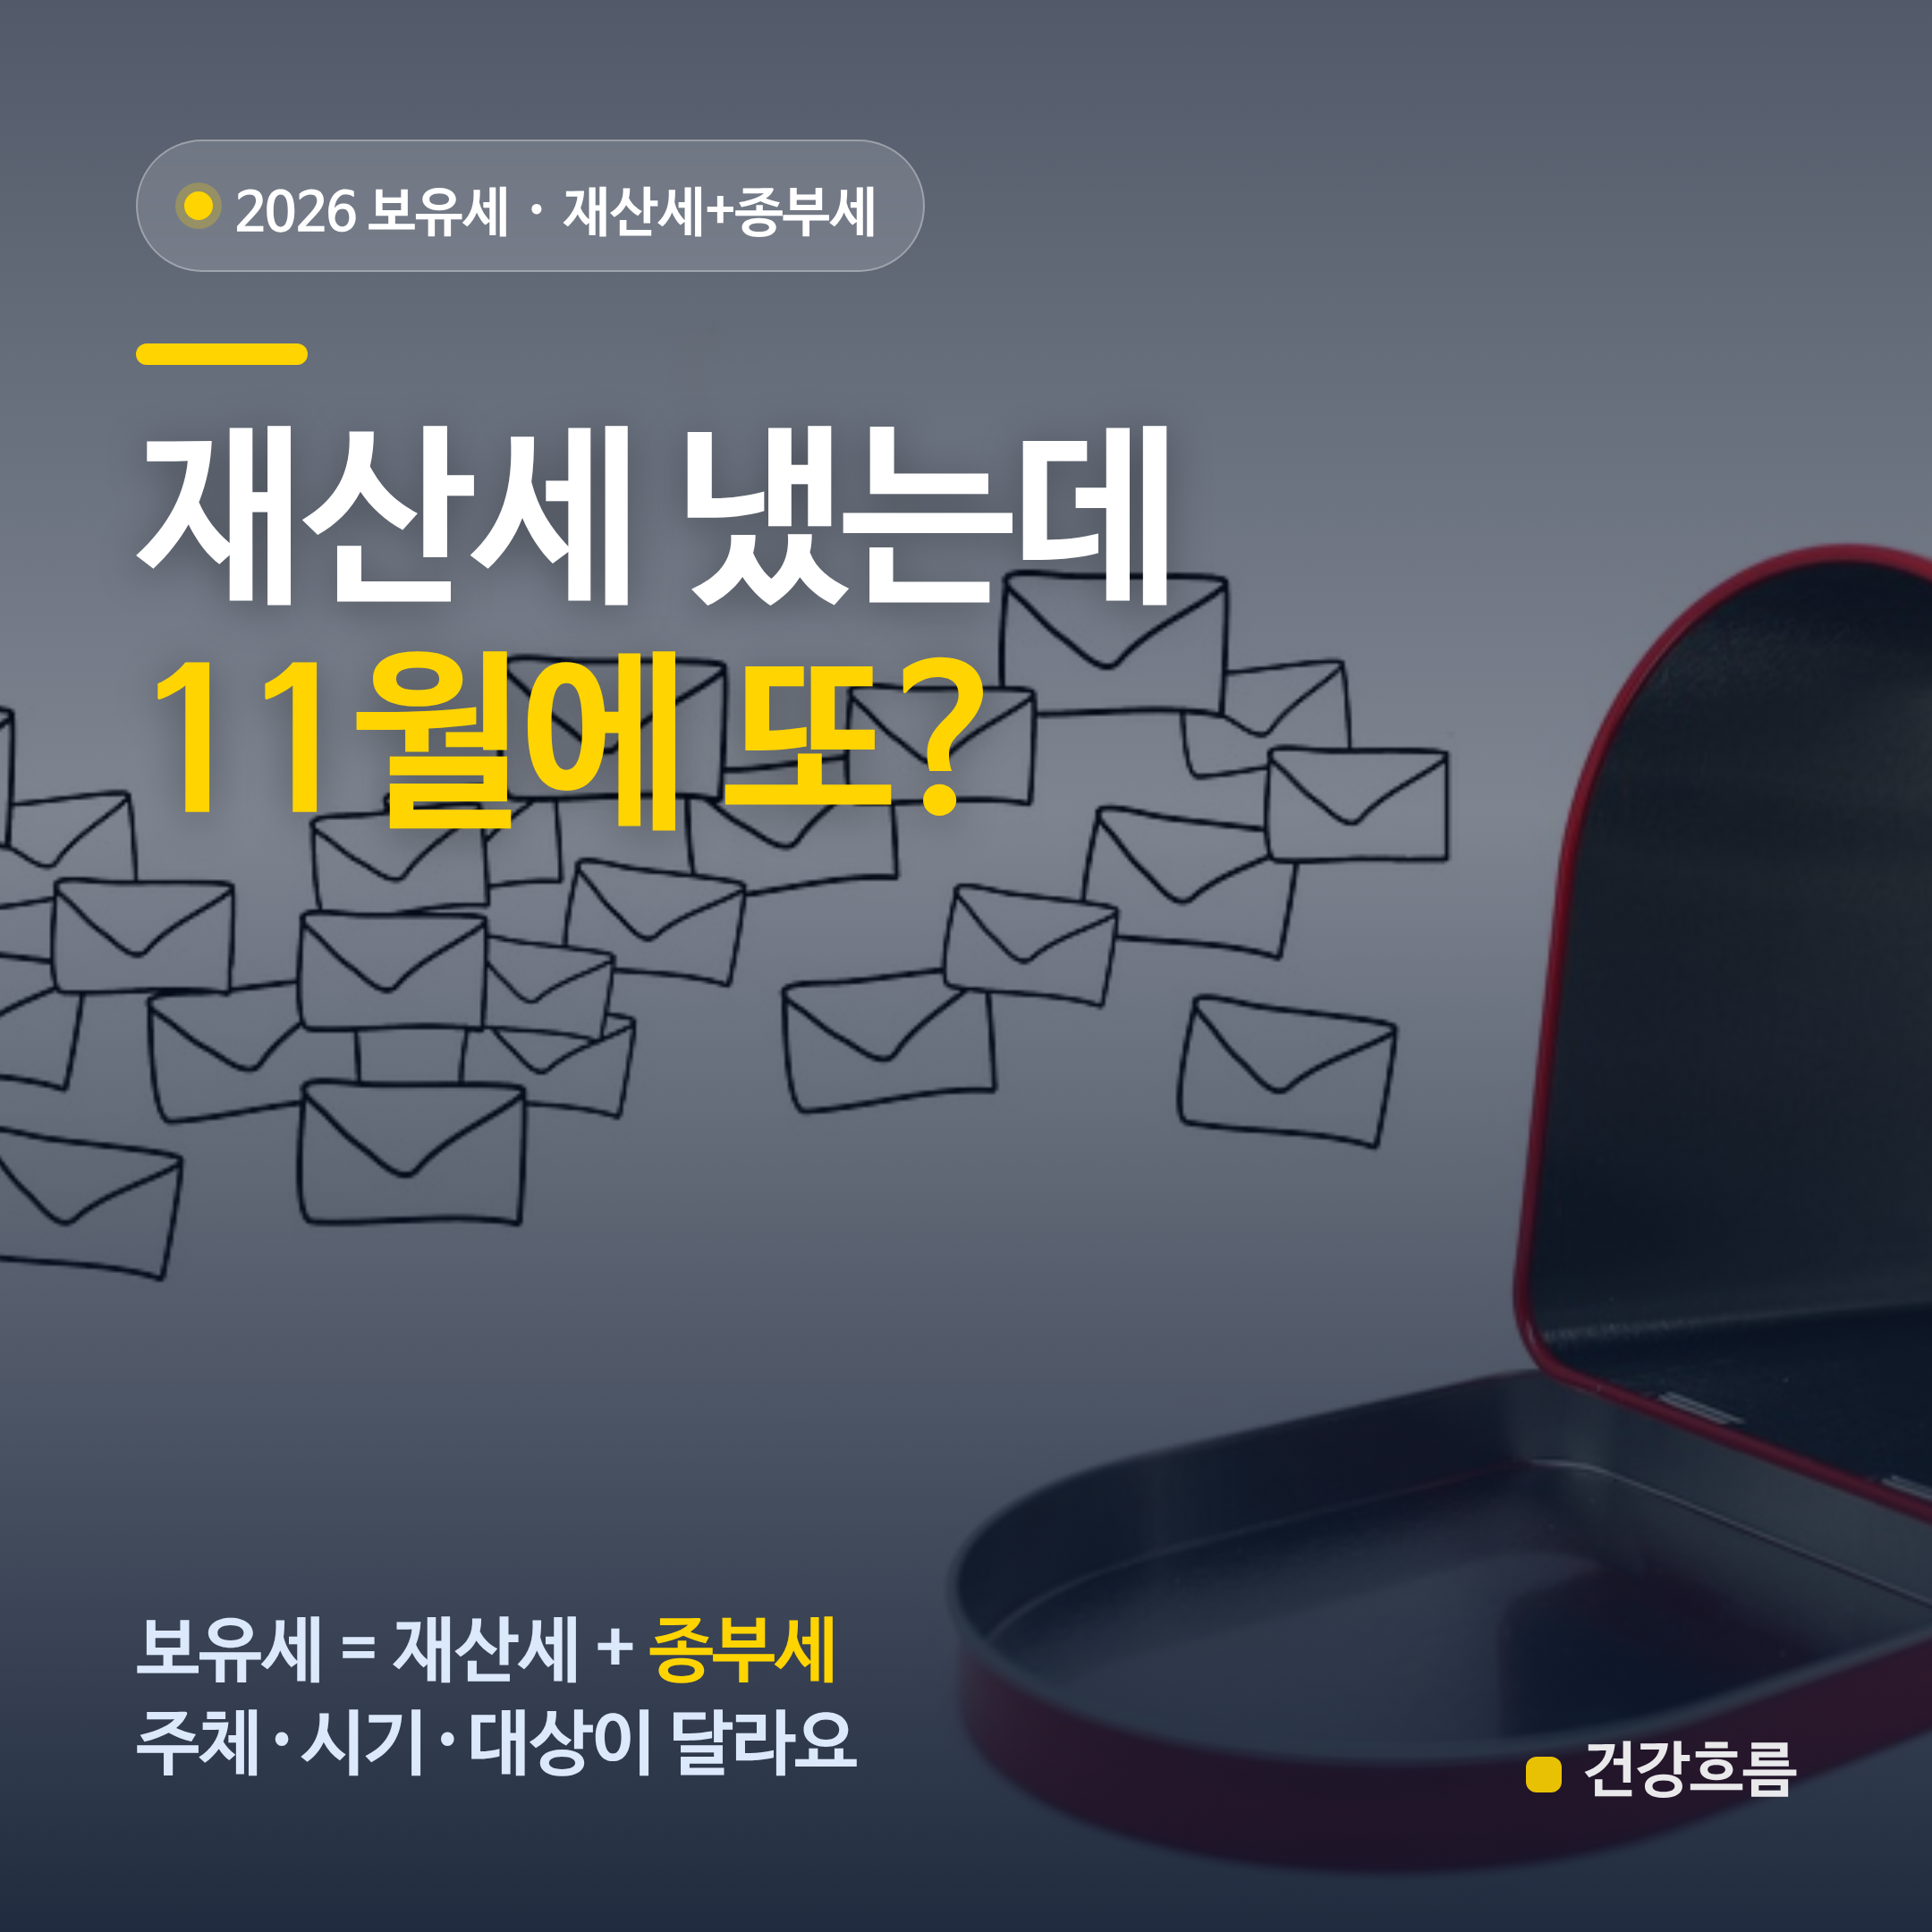 2026 보유세 · 재산세+종부세
재산세 냈는데
11월에 또?
보유세 = 재산세 + 종부세
주체·시기·대상이 달라요
건강흐름